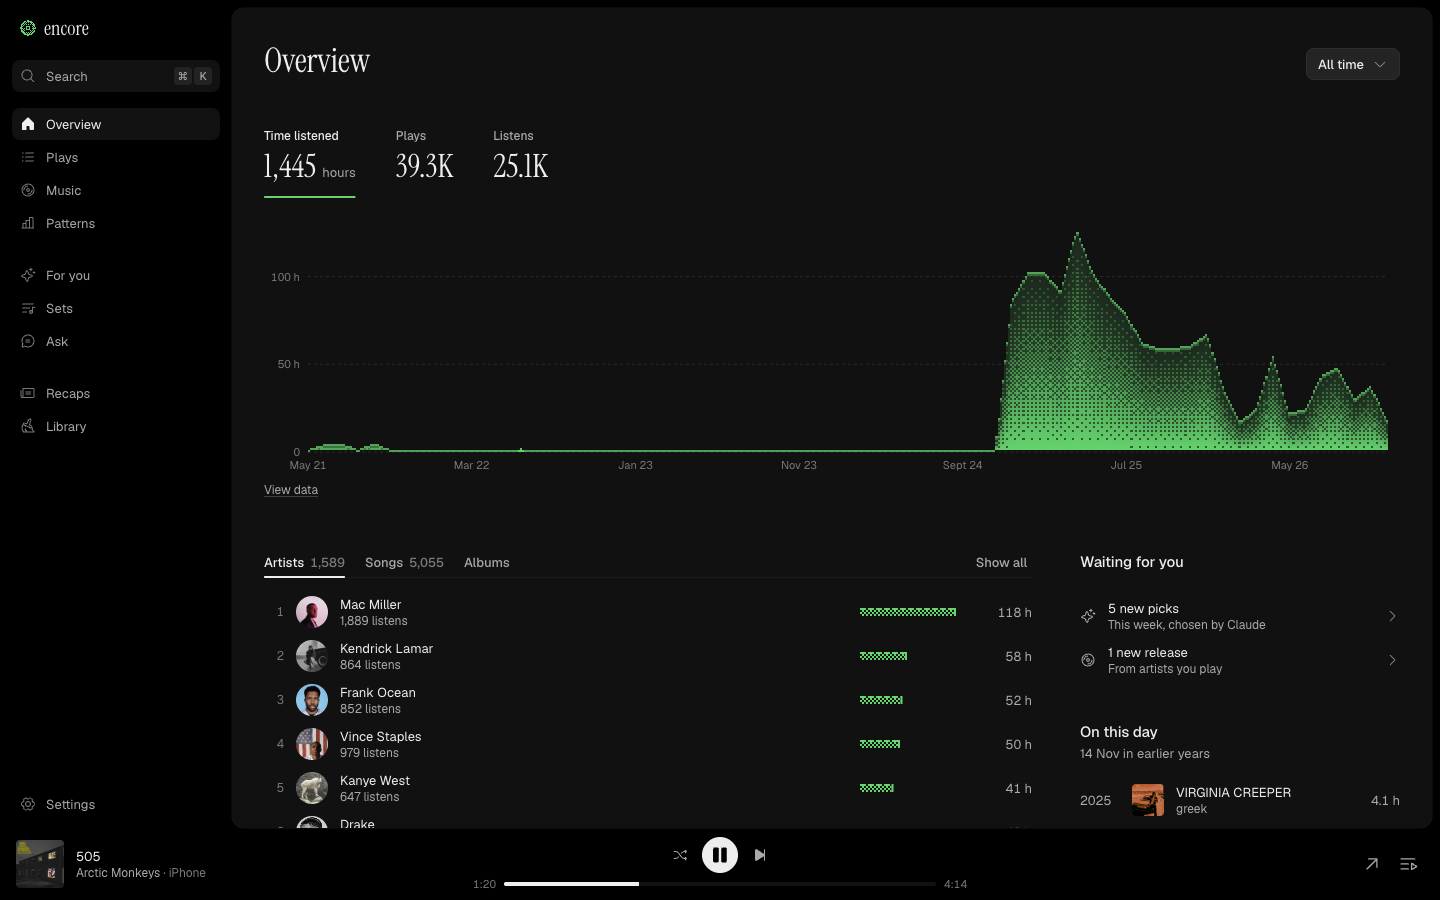 encore
Search
⌘ K
Overview
Plays
Music
Patterns
For you
Sets
Ask
Recaps
Library
Settings
Overview
All time
Time listened
1,445 hours
Plays
39.3K
Listens
25.1K
100 h
50 h
0
May 21 Mar 22 Jan 23 Nov 23 Sept 24 Jul 25 May 26
View data
Artists 1,589 Songs 5,055 Albums Show all
1 Mac Miller 118 h
1,889 listens
2 Kendrick Lamar 58 h
864 listens
3 Frank Ocean 52 h
852 listens
4 Vince Staples 50 h
979 listens
5 Kanye West 41 h
647 listens
Drake
Waiting for you
5 new picks
This week, chosen by Claude
1 new release
From artists you play
On this day
14 Nov in earlier years
2025 VIRGINIA CREEPER 4.1 h
greek
505
Arctic Monkeys · iPhone
1:20 4:14